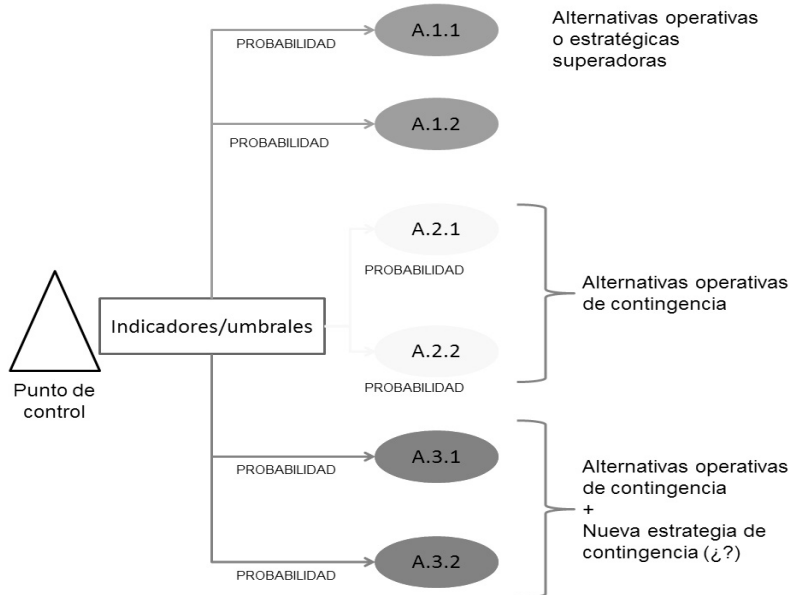 A.1.1
Alternativas operativas
o estratégicas
superadoras
PROBABILIDAD
A.1.2
PROBABILIDAD
A.2.1
PROBABILIDAD
Alternativas operativas
de contingencia
Indicadores/umbrales
A.2.2
PROBABILIDAD
Punto de
control
A.3.1
PROBABILIDAD
Alternativas operativas
de contingencia
+
Nueva estrategia de
contingencia (¿?)
A.3.2
PROBABILIDAD